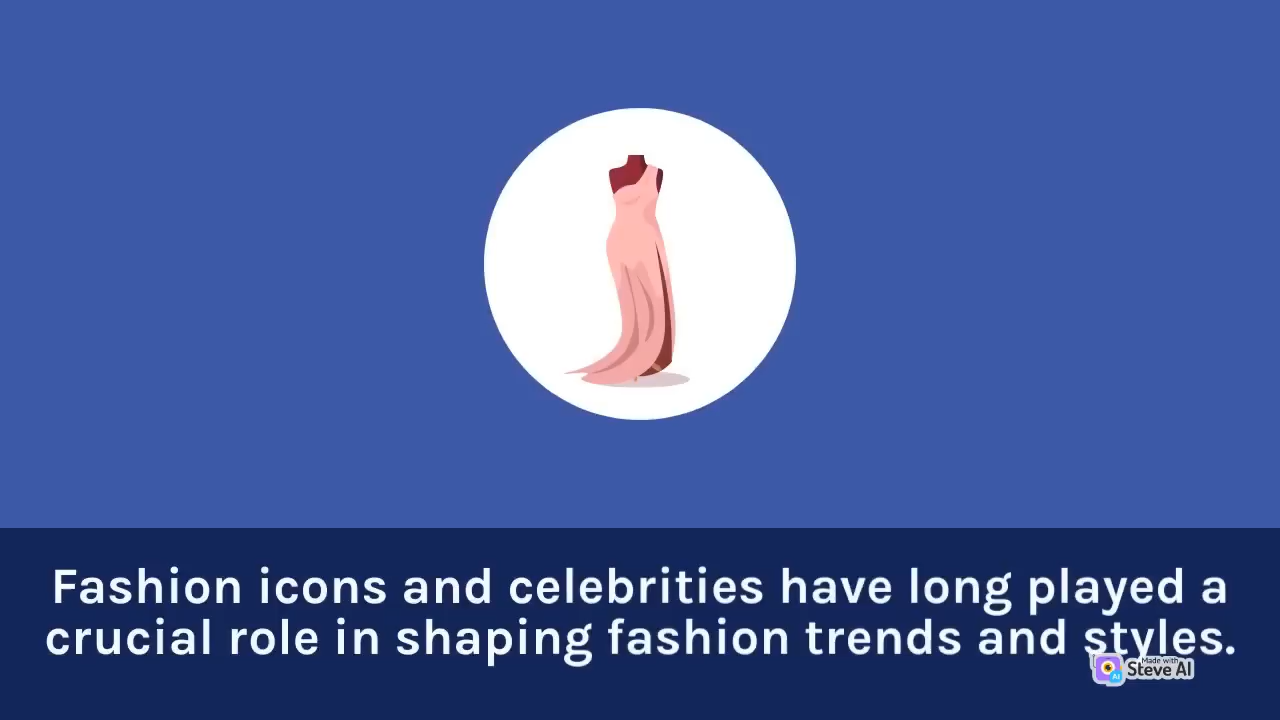 Fashion icons and celebrities have long played a
crucial role in shaping fashion trends and styles.
Made with
Steve AI
AI